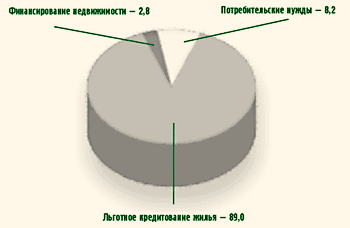 Финансирование недвижимости – 2,8
Потребительские нужды – 8,2
Льготное кредитование жилья – 89,0